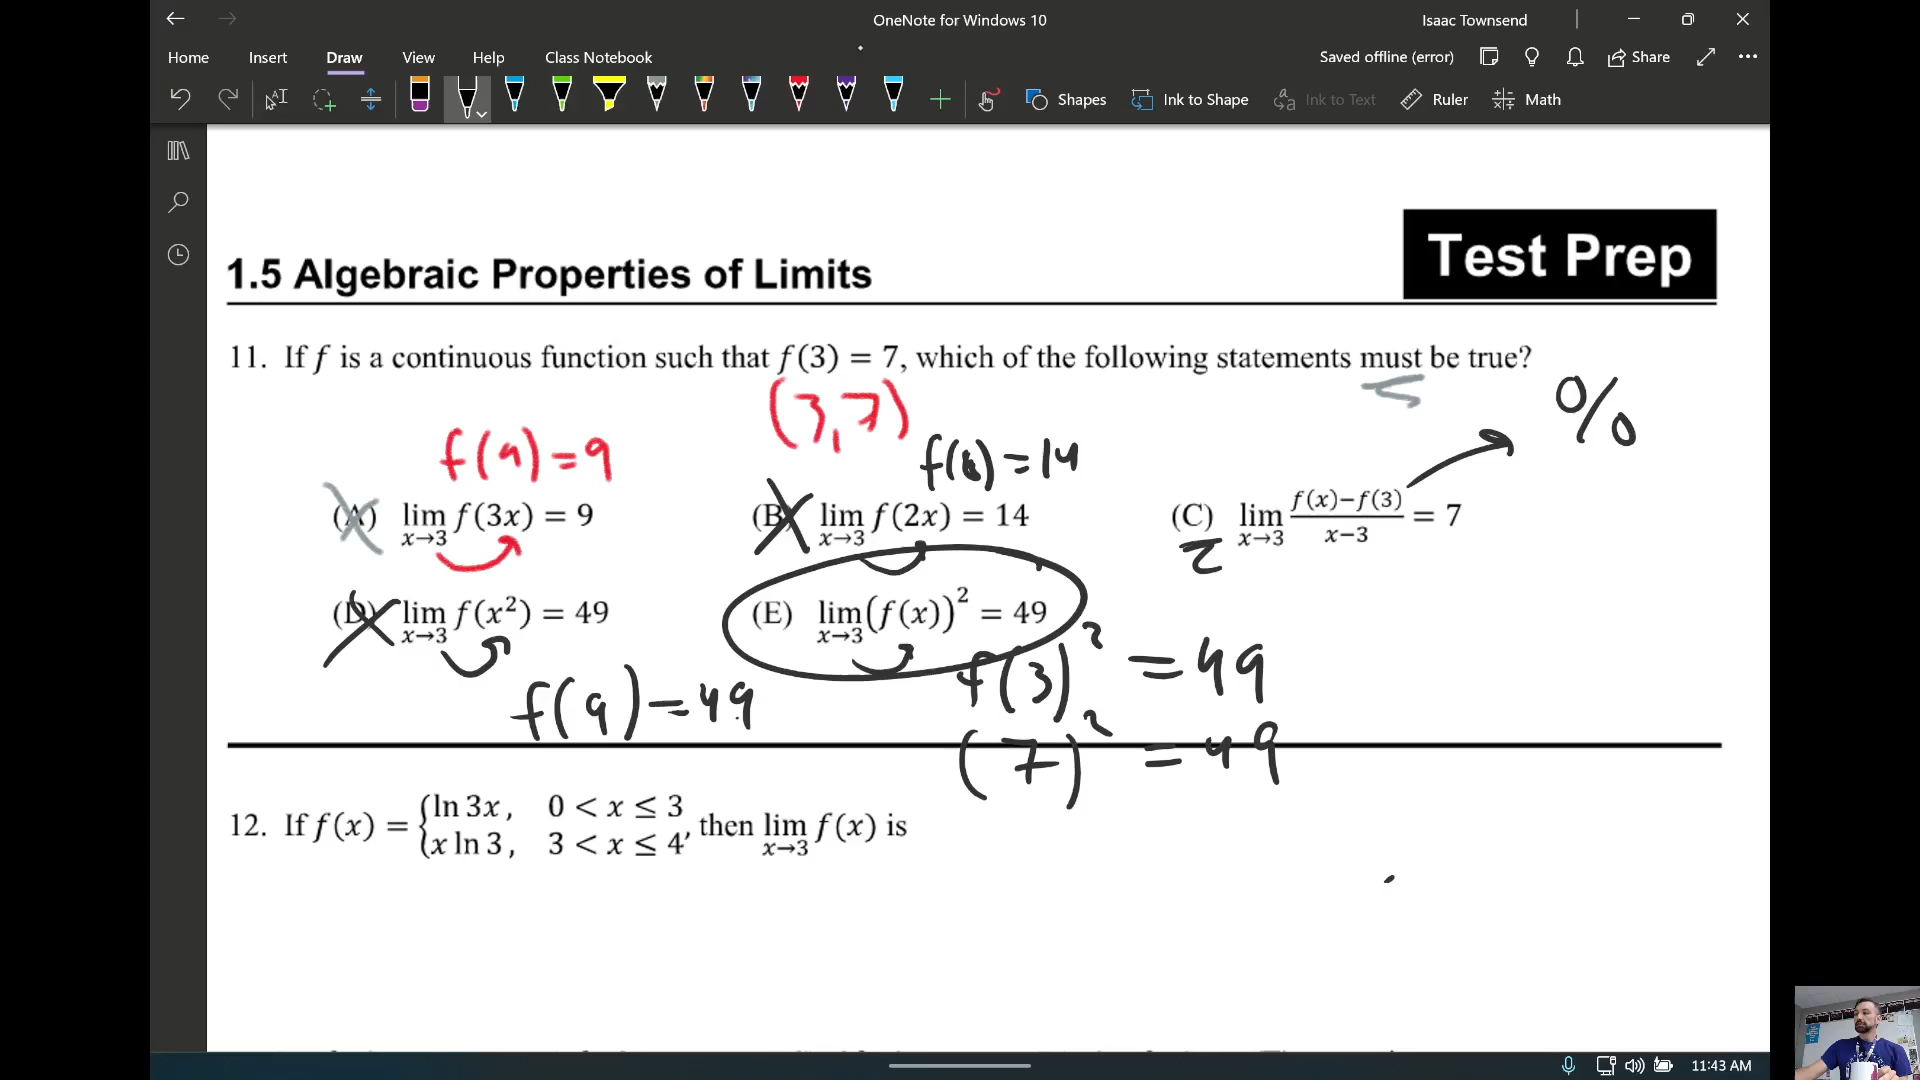 OneNote for Windows 10
Isaac Townsend
Home Insert Draw View Help Class Notebook
Saved offline (error) Share
Shapes Ink to Shape Ink to Text Ruler Math
Test Prep
1.5 Algebraic Properties of Limits
11. If f is a continuous function such that f(3) = 7, which of the following statements must be true?
(3,7)
0/0
f(9)=9
f(6)=14
(A) lim x→3 f(3x) = 9
(B) lim x→3 f(2x) = 14
(C) lim x→3 f(x)−f(3) / x−3 = 7
(D) lim x→3 f(x²) = 49
(E) lim x→3 (f(x))² = 49
f(9)=49
f(3)² = 49
(7)² = 49
12. If f(x) = { ln 3x, 0 < x ≤ 3
x ln 3, 3 < x ≤ 4, then lim x→3 f(x) is
11:43 AM